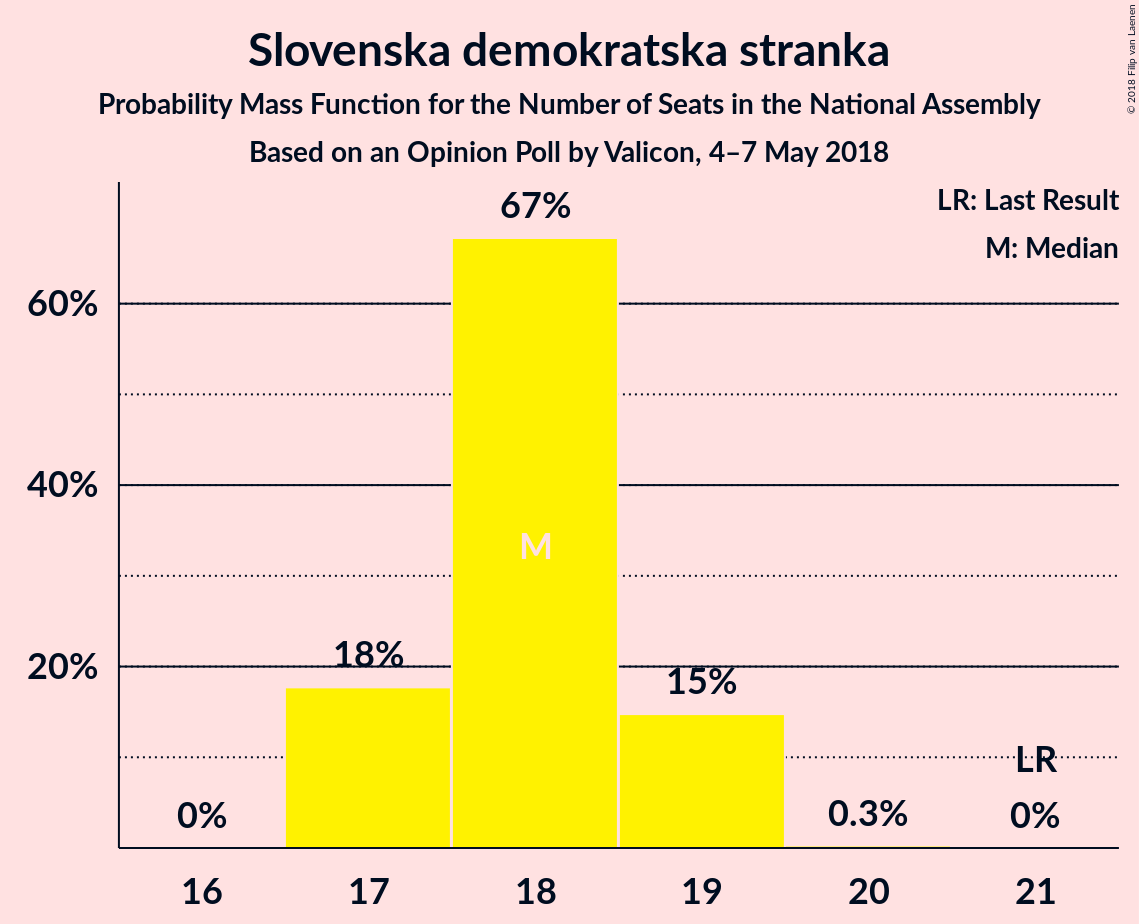 Slovenska demokratska stranka
Probability Mass Function for the Number of Seats in the National Assembly
Based on an Opinion Poll by Valicon, 4–7 May 2018
© 2018 Filip van Laenen
LR: Last Result
M: Median
67%
60%
40%
M
20%
18%
15%
LR
0%
0.3%
0%
16
17
18
19
20
21